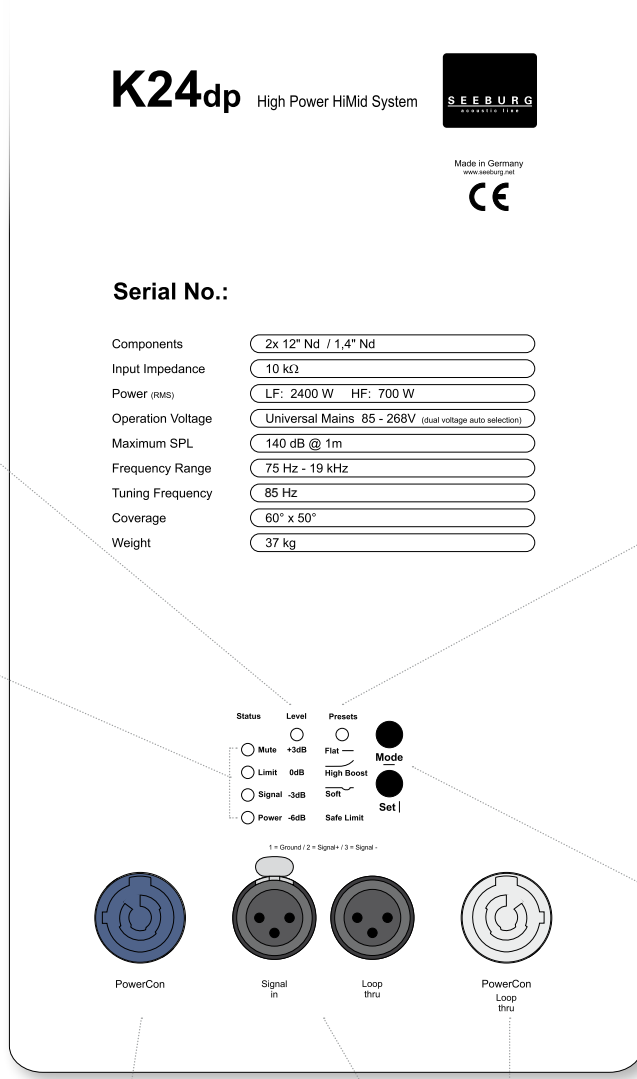 K24dp High Power HiMid System
SEEBURG
acoustic line
Made in Germany
www.seeburg.net
CE
Serial No.:
Components 2x 12" Nd / 1,4" Nd
Input Impedance 10 kΩ
Power (RMS) LF: 2400 W HF: 700 W
Operation Voltage Universal Mains 85 - 268V (dual voltage auto selection)
Maximum SPL 140 dB @ 1m
Frequency Range 75 Hz - 19 kHz
Tuning Frequency 85 Hz
Coverage 60° x 50°
Weight 37 kg
Status Level Presets
Mute +3dB Flat
Mode
Limit 0dB High Boost
Signal -3dB Soft
Set
Power -6dB Safe Limit
1 = Ground / 2 = Signal+ / 3 = Signal -
PowerCon Signal in Loop thru PowerCon Loop thru